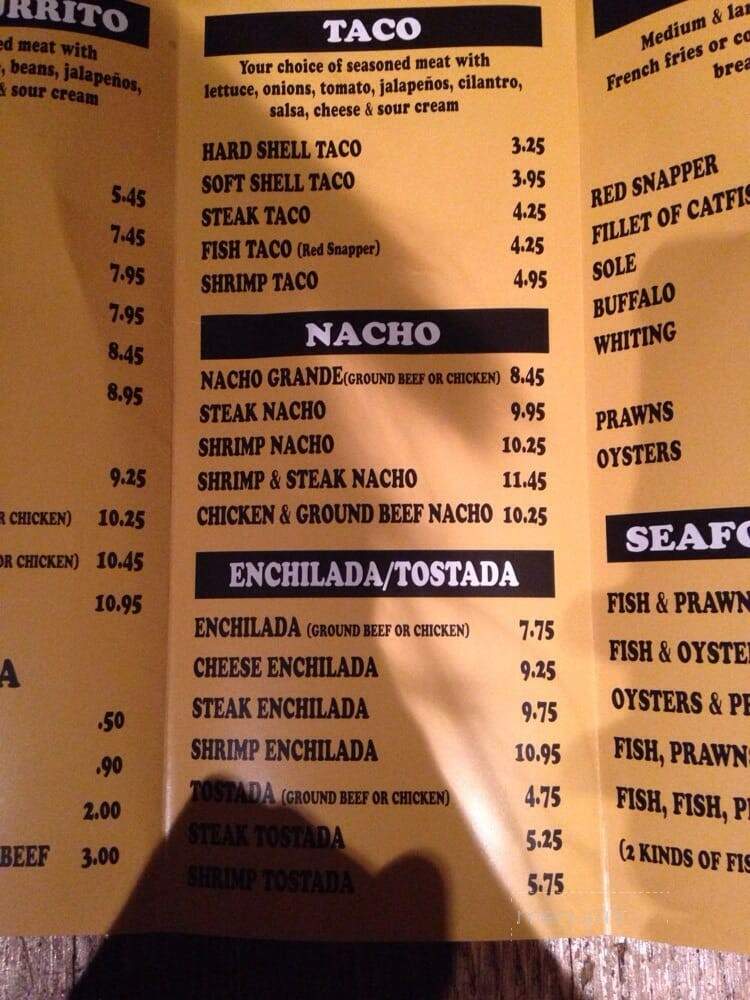 RRITO
ed meat with
, beans, jalapeños,
& sour cream
5.45
7.45
7.95
7.95
8.45
8.95
9.25
R CHICKEN) 10.25
OR CHICKEN) 10.45
10.95
A
.50
.90
2.00
BEEF 3.00
TACO
Your choice of seasoned meat with
lettuce, onions, tomato, jalapeños, cilantro,
salsa, cheese & sour cream
HARD SHELL TACO 3.25
SOFT SHELL TACO 3.95
STEAK TACO 4.25
FISH TACO (Red Snapper) 4.25
SHRIMP TACO 4.95
NACHO
NACHO GRANDE (GROUND BEEF OR CHICKEN) 8.45
STEAK NACHO 9.95
SHRIMP NACHO 10.25
SHRIMP & STEAK NACHO 11.45
CHICKEN & GROUND BEEF NACHO 10.25
ENCHILADA/TOSTADA
ENCHILADA (GROUND BEEF OR CHICKEN) 7.75
CHEESE ENCHILADA 9.25
STEAK ENCHILADA 9.75
SHRIMP ENCHILADA 10.95
TOSTADA (GROUND BEEF OR CHICKEN) 4.75
STEAK TOSTADA 5.25
SHRIMP TOSTADA 5.75
Medium & lar
French fries or co
brea
RED SNAPPER
FILLET OF CATFIS
SOLE
BUFFALO
WHITING
PRAWNS
OYSTERS
SEAFO
FISH & PRAWN
FISH & OYSTE
OYSTERS & PR
FISH, PRAWN
FISH, FISH, P
(2 KINDS OF FIS